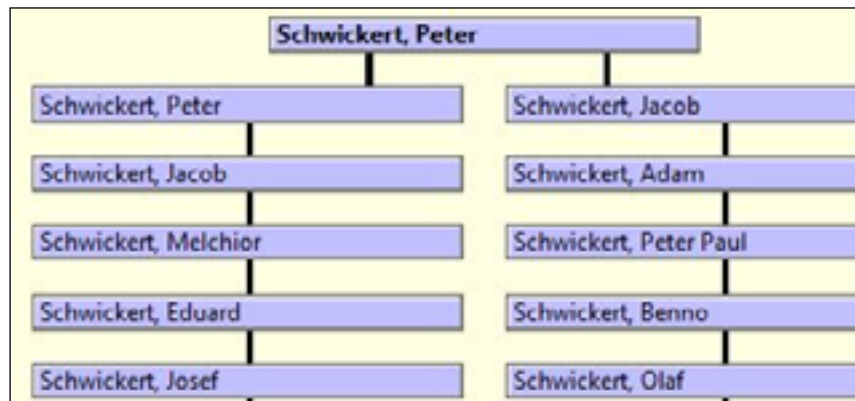 Schwickert, Peter
Schwickert, Peter
Schwickert, Jacob
Schwickert, Jacob
Schwickert, Adam
Schwickert, Melchior
Schwickert, Peter Paul
Schwickert, Eduard
Schwickert, Benno
Schwickert, Josef
Schwickert, Olaf